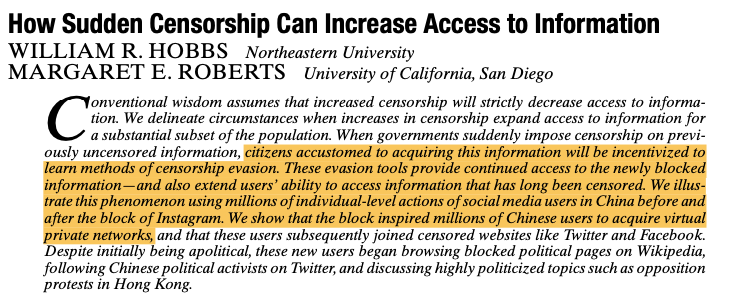 How Sudden Censorship Can Increase Access to Information
WILLIAM R. HOBBS Northeastern University
MARGARET E. ROBERTS University of California, San Diego
Conventional wisdom assumes that increased censorship will strictly decrease access to informa-
tion. We delineate circumstances when increases in censorship expand access to information for
a substantial subset of the population. When governments suddenly impose censorship on previ-
ously uncensored information, citizens accustomed to acquiring this information will be incentivized to
learn methods of censorship evasion. These evasion tools provide continued access to the newly blocked
information—and also extend users’ ability to access information that has long been censored. We illus-
trate this phenomenon using millions of individual-level actions of social media users in China before and
after the block of Instagram. We show that the block inspired millions of Chinese users to acquire virtual
private networks, and that these users subsequently joined censored websites like Twitter and Facebook.
Despite initially being apolitical, these new users began browsing blocked political pages on Wikipedia,
following Chinese political activists on Twitter, and discussing highly politicized topics such as opposition
protests in Hong Kong.